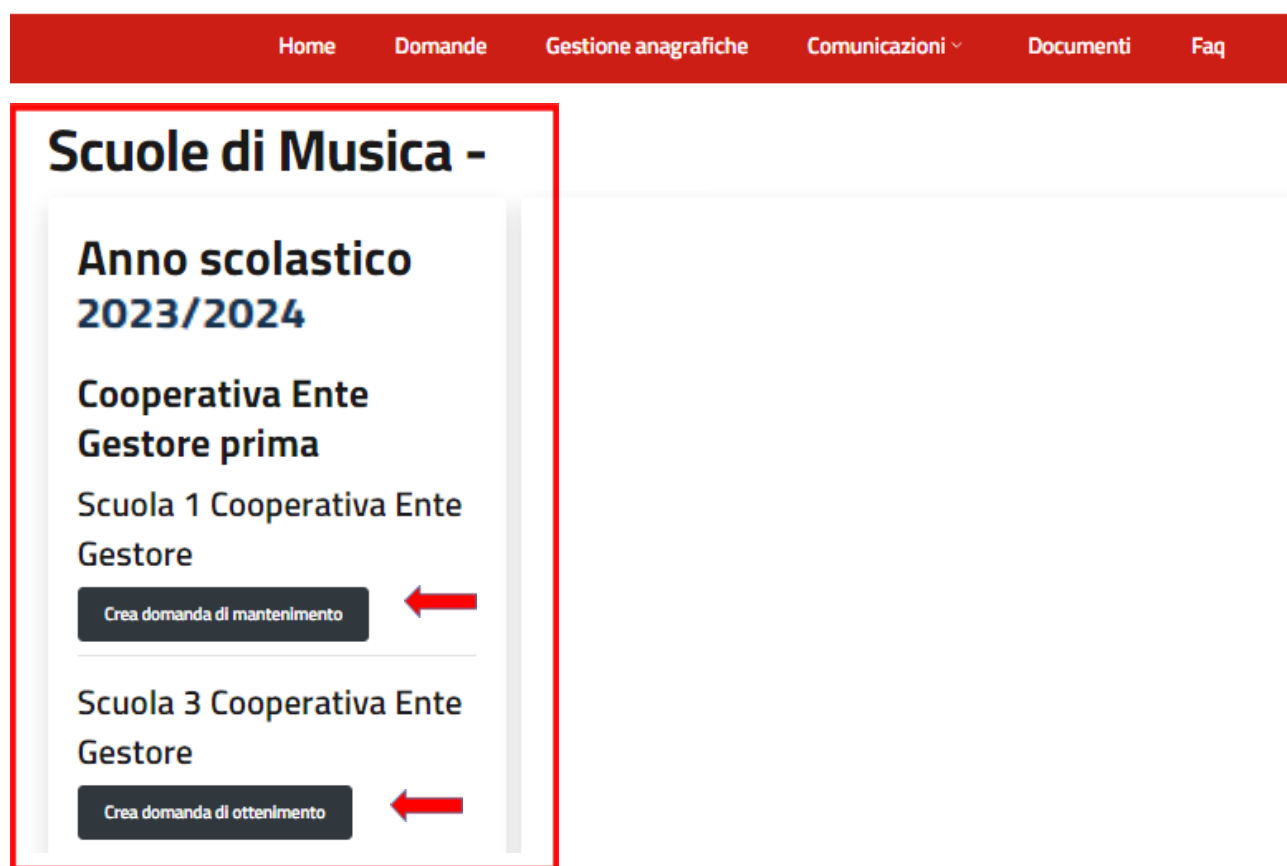 Home Domande Gestione anagrafiche Comunicazioni Documenti Faq
Scuole di Musica -
Anno scolastico
2023/2024
Cooperativa Ente
Gestore prima
Scuola 1 Cooperativa Ente
Gestore
Crea domanda di mantenimento
Scuola 3 Cooperativa Ente
Gestore
Crea domanda di ottenimento